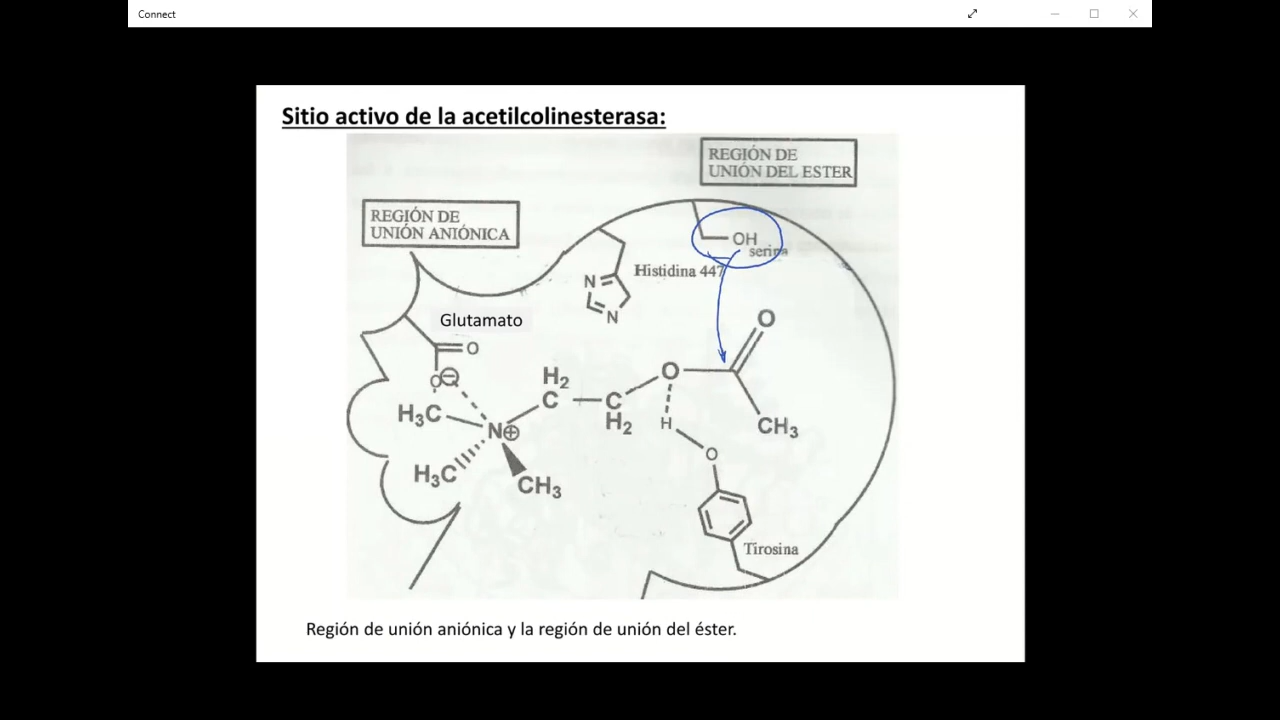 Connect
Sitio activo de la acetilcolinesterasa:
REGIÓN DE
UNIÓN DEL ESTER
REGIÓN DE
UNIÓN ANIÓNICA
OH
serina
Histidina 447
N
N
Glutamato
O
O
O⊖
H₂
C
C
H₂
O
H₃C
N⊕
H
CH₃
H₃C
CH₃
O
Tirosina
Región de unión aniónica y la región de unión del éster.